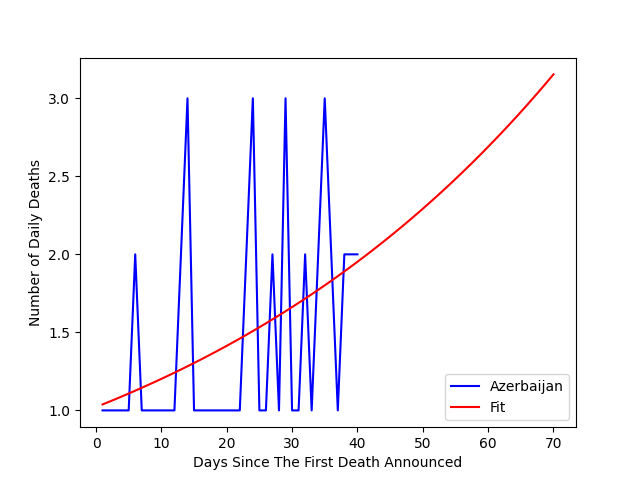 3.0
2.5
2.0
1.5
1.0
Number of Daily Deaths
0 10 20 30 40 50 60 70
Days Since The First Death Announced
Azerbaijan
Fit